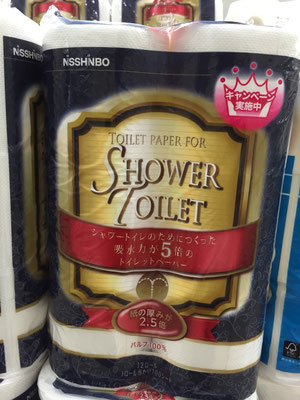 NISSHINBO
NISSHINBO
キャンペーン
実施中
TOILET PAPER FOR
SHOWER
TOILET
シャワートイレのためにつくった
吸水力が5倍の
トイレットペーパー
紙の厚みが
2.5倍
パルプ100%
FSC